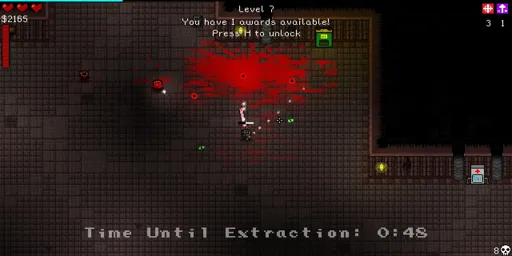 Level 7
$2165
You have 1 awards available!
Press H to unlock
3 1
Time Until Extraction: 0:48
8